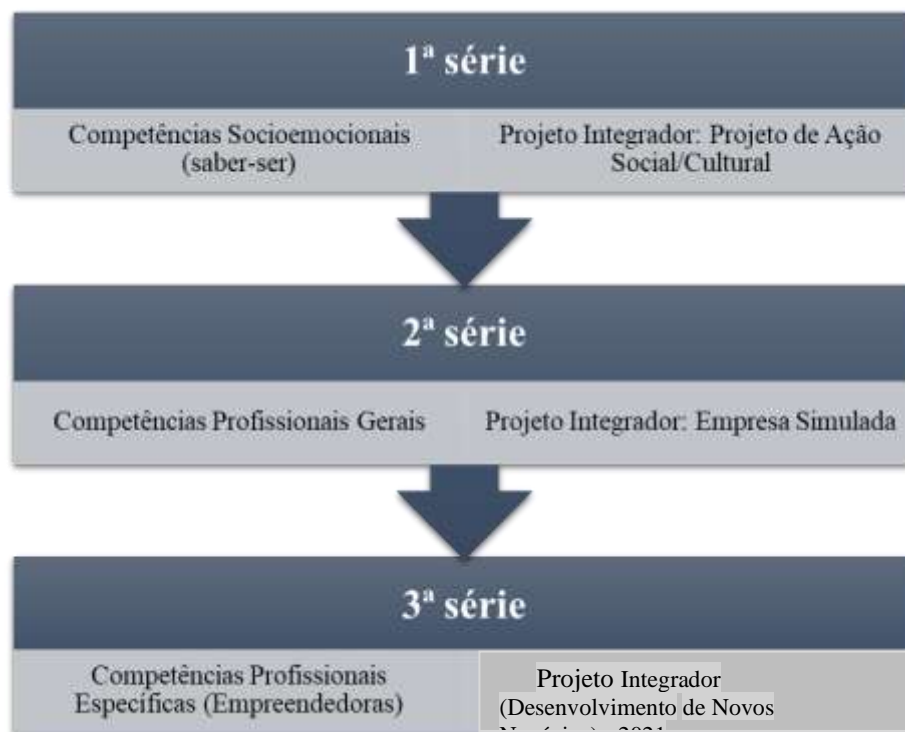 1ª série
Competências Socioemocionais
(saber-ser)
Projeto Integrador: Projeto de Ação
Social/Cultural
2ª série
Competências Profissionais Gerais
Projeto Integrador: Empresa Simulada
3ª série
Competências Profissionais
Específicas (Empreendedoras)
Projeto Integrador
(Desenvolvimento de Novos